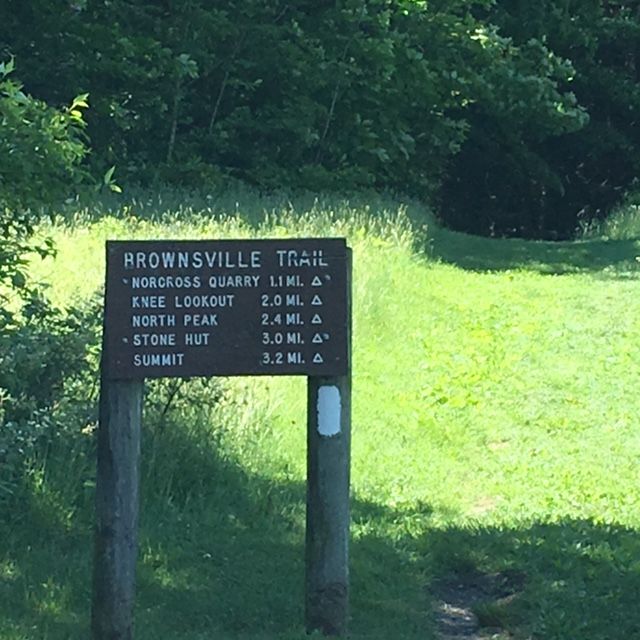 BROWNSVILLE TRAIL
NORCROSS QUARRY 1.1 MI.
KNEE LOOKOUT 2.0 MI.
NORTH PEAK 2.4 MI.
STONE HUT 3.0 MI.
SUMMIT 3.2 MI.